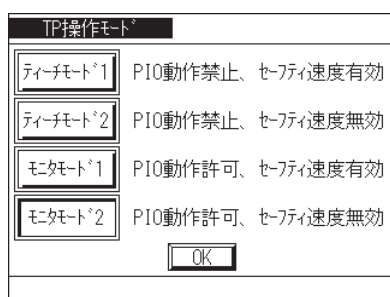 TP操作ﾓｰﾄﾞ
ﾃｨｰﾁﾓｰﾄﾞ1 PIO動作禁止、ｾｰﾌﾃｨ速度有効
ﾃｨｰﾁﾓｰﾄﾞ2 PIO動作禁止、ｾｰﾌﾃｨ速度無効
ﾓﾆﾀﾓｰﾄﾞ1 PIO動作許可、ｾｰﾌﾃｨ速度有効
ﾓﾆﾀﾓｰﾄﾞ2 PIO動作許可、ｾｰﾌﾃｨ速度無効
OK